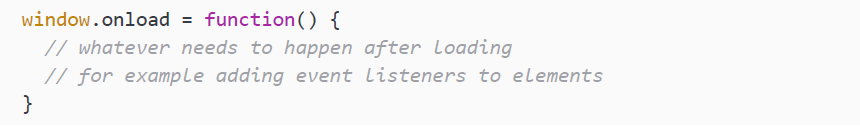 window.onload = function() {
  // whatever needs to happen after loading
  // for example adding event listeners to elements
}